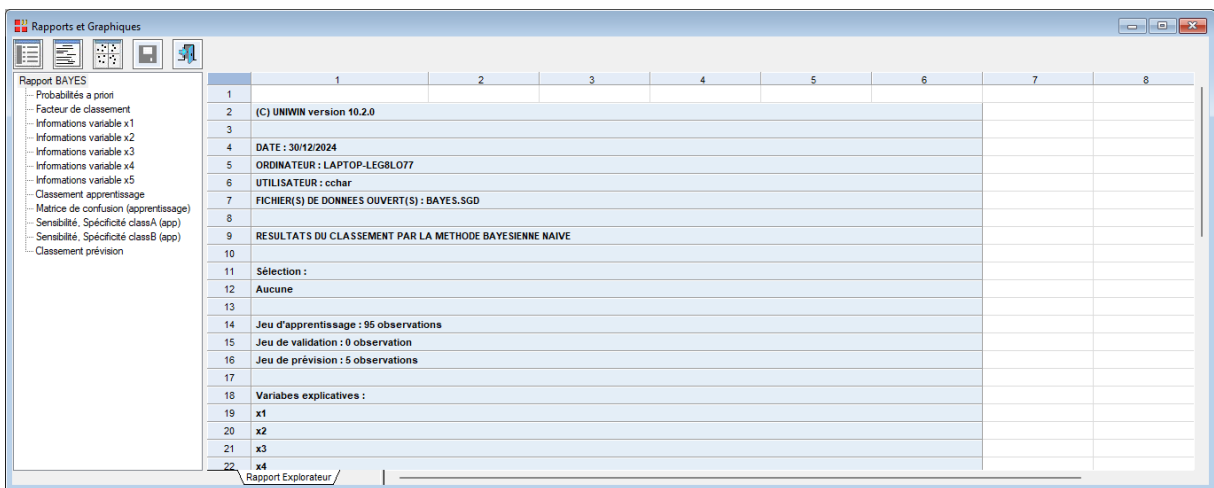 Rapports et Graphiques
Rapport BAYES
Probabilités a priori
Facteur de classement
Informations variable x1
Informations variable x2
Informations variable x3
Informations variable x4
Informations variable x5
Classement apprentissage
Matrice de confusion (apprentissage)
Sensibilité, Spécificité classA (app)
Sensibilité, Spécificité classB (app)
Classement prévision
1 2 3 4 5 6 7 8
1
2 (C) UNIWIN version 10.2.0
3
4 DATE : 30/12/2024
5 ORDINATEUR : LAPTOP-LEG8LO77
6 UTILISATEUR : cchar
7 FICHIER(S) DE DONNEES OUVERT(S) : BAYES.SGD
8
9 RESULTATS DU CLASSEMENT PAR LA METHODE BAYESIENNE NAIVE
10
11 Sélection :
12 Aucune
13
14 Jeu d'apprentissage : 95 observations
15 Jeu de validation : 0 observation
16 Jeu de prévision : 5 observations
17
18 Variabes explicatives :
19 x1
20 x2
21 x3
22 x4
Rapport Explorateur